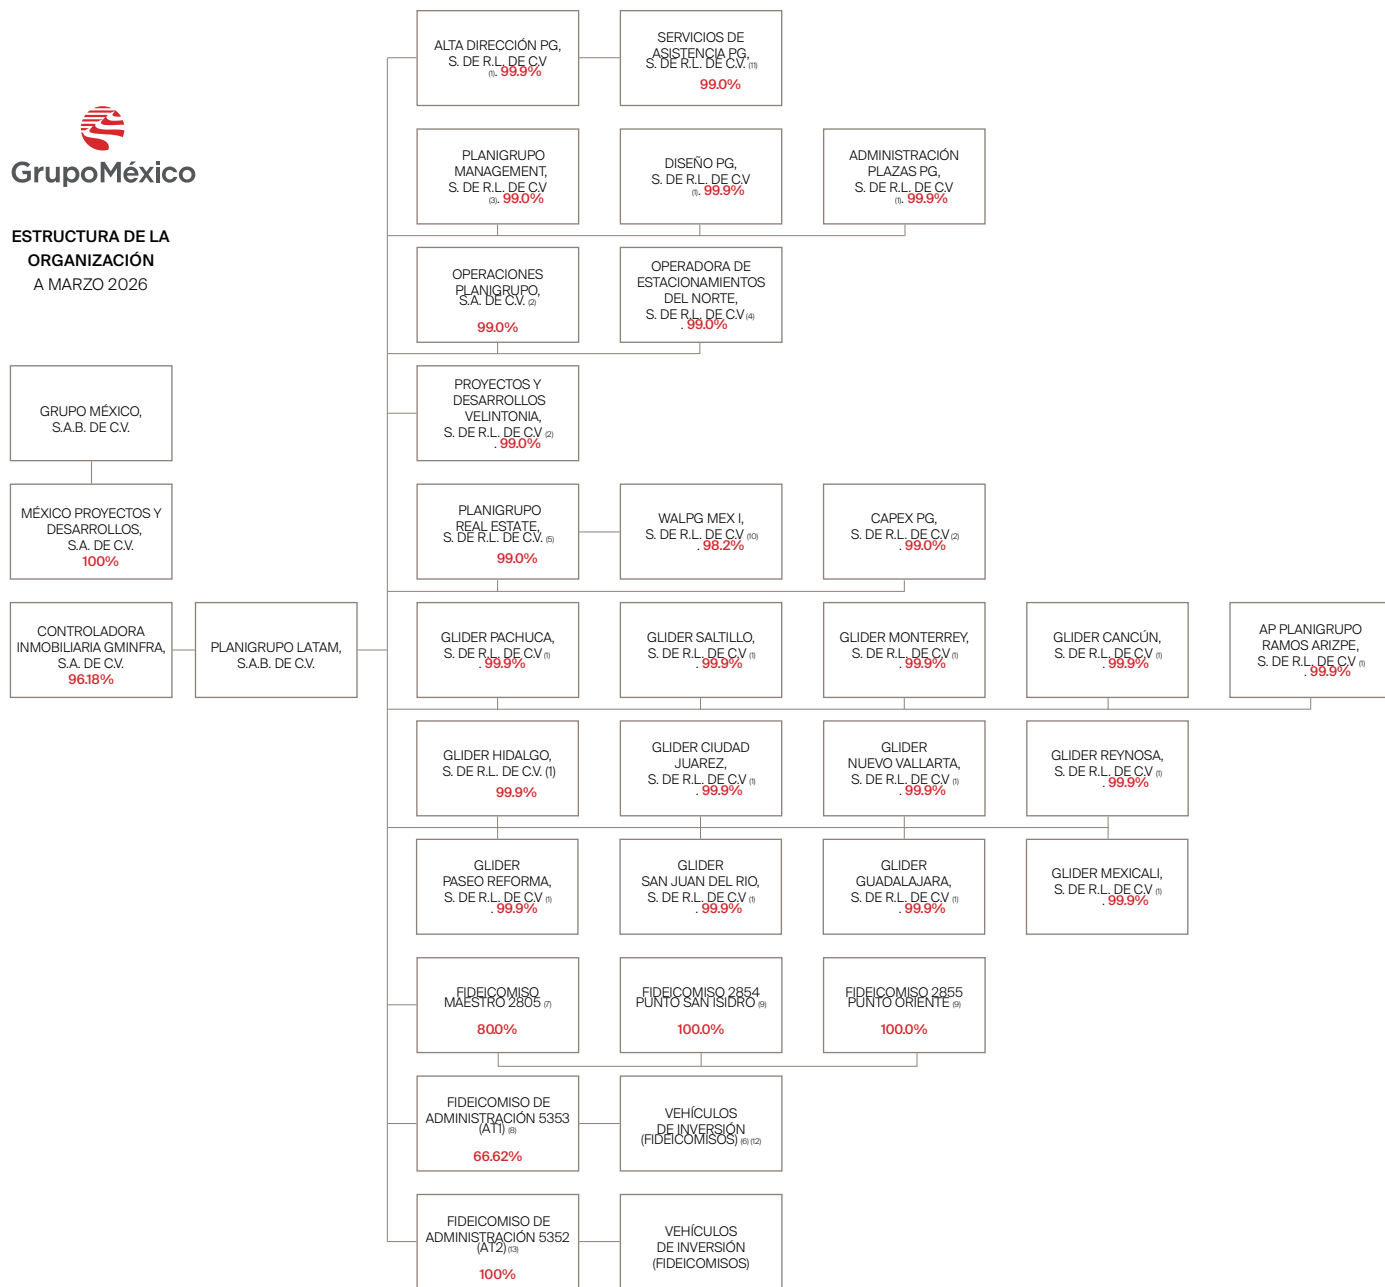 GrupoMéxico
ESTRUCTURA DE LA
ORGANIZACIÓN
A MARZO 2026
GRUPO MÉXICO,
S.A.B. DE C.V.
MÉXICO PROYECTOS Y
DESARROLLOS,
S.A. DE C.V.
100%
CONTROLADORA
INMOBILIARIA GMINFRA,
S.A. DE C.V.
96.18%
PLANIGRUPO LATAM,
S.A.B. DE C.V.
ALTA DIRECCIÓN PG,
S. DE R.L. DE C.V
(1). 99.9%
SERVICIOS DE
ASISTENCIA PG,
S. DE R.L. DE C.V. (11)
99.0%
PLANIGRUPO
MANAGEMENT,
S. DE R.L. DE C.V
(3). 99.0%
DISEÑO PG,
S. DE R.L. DE C.V
(1). 99.9%
ADMINISTRACIÓN
PLAZAS PG,
S. DE R.L. DE C.V
(1). 99.9%
OPERACIONES
PLANIGRUPO,
S.A. DE C.V. (2)
99.0%
OPERADORA DE
ESTACIONAMIENTOS
DEL NORTE,
S. DE R.L. DE C.V (4)
. 99.0%
PROYECTOS Y
DESARROLLOS
VELINTONIA,
S. DE R.L. DE C.V (2)
. 99.0%
PLANIGRUPO
REAL ESTATE,
S. DE R.L. DE C.V. (5)
99.0%
WALPG MEX I,
S. DE R.L. DE C.V (10)
. 98.2%
CAPEX PG,
S. DE R.L. DE C.V (2)
. 99.0%
GLIDER PACHUCA,
S. DE R.L. DE C.V (1)
. 99.9%
GLIDER SALTILLO,
S. DE R.L. DE C.V (1)
. 99.9%
GLIDER MONTERREY,
S. DE R.L. DE C.V (1)
. 99.9%
GLIDER CANCÚN,
S. DE R.L. DE C.V (1)
. 99.9%
AP PLANIGRUPO
RAMOS ARIZPE,
S. DE R.L. DE C.V (1)
. 99.9%
GLIDER HIDALGO,
S. DE R.L. DE C.V. (1)
99.9%
GLIDER CIUDAD
JUAREZ,
S. DE R.L. DE C.V (1)
. 99.9%
GLIDER
NUEVO VALLARTA,
S. DE R.L. DE C.V (1)
. 99.9%
GLIDER REYNOSA,
S. DE R.L. DE C.V (1)
. 99.9%
GLIDER
PASEO REFORMA,
S. DE R.L. DE C.V (1)
. 99.9%
GLIDER
SAN JUAN DEL RIO,
S. DE R.L. DE C.V (1)
. 99.9%
GLIDER
GUADALAJARA,
S. DE R.L. DE C.V (1)
. 99.9%
GLIDER MEXICALI,
S. DE R.L. DE C.V (1)
. 99.9%
FIDEICOMISO
MAESTRO 2805 (7)
80.0%
FIDEICOMISO 2854
PUNTO SAN ISIDRO (9)
100.0%
FIDEICOMISO 2855
PUNTO ORIENTE (9)
100.0%
FIDEICOMISO DE
ADMINISTRACIÓN 5353
(AT1) (8)
66.62%
VEHÍCULOS
DE INVERSIÓN
(FIDEICOMISOS) (6) (12)
FIDEICOMISO DE
ADMINISTRACIÓN 5352
(AT2) (13)
100%
VEHÍCULOS
DE INVERSIÓN
(FIDEICOMISOS)